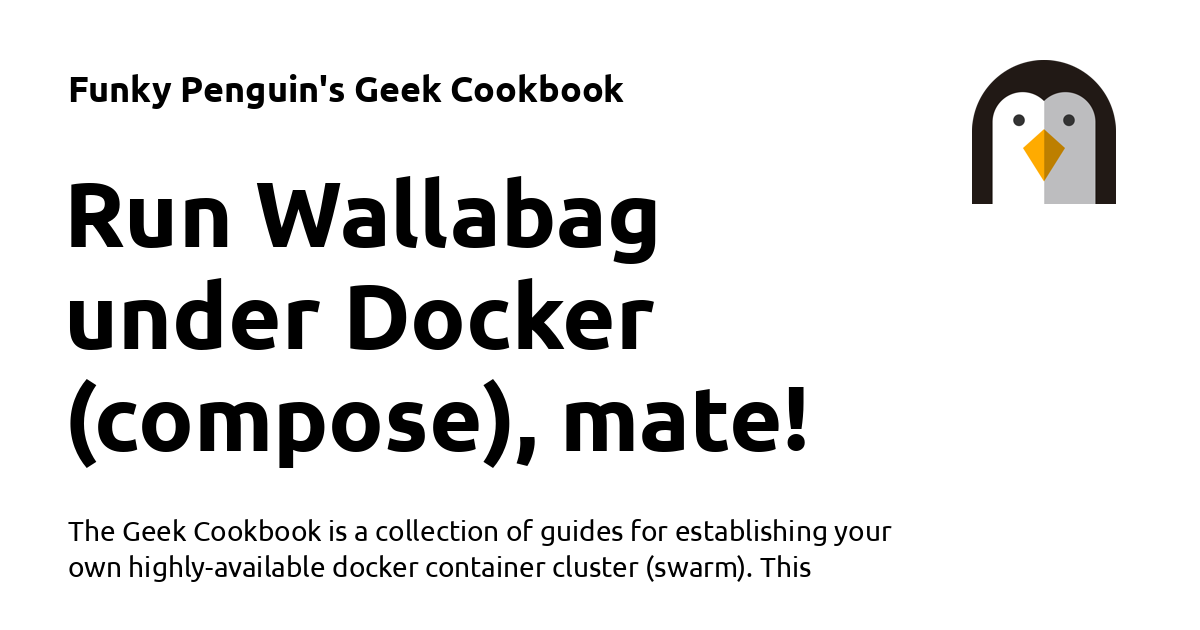 Funky Penguin's Geek Cookbook
Run Wallabag
under Docker
(compose), mate!
The Geek Cookbook is a collection of guides for establishing your
own highly-available docker container cluster (swarm). This